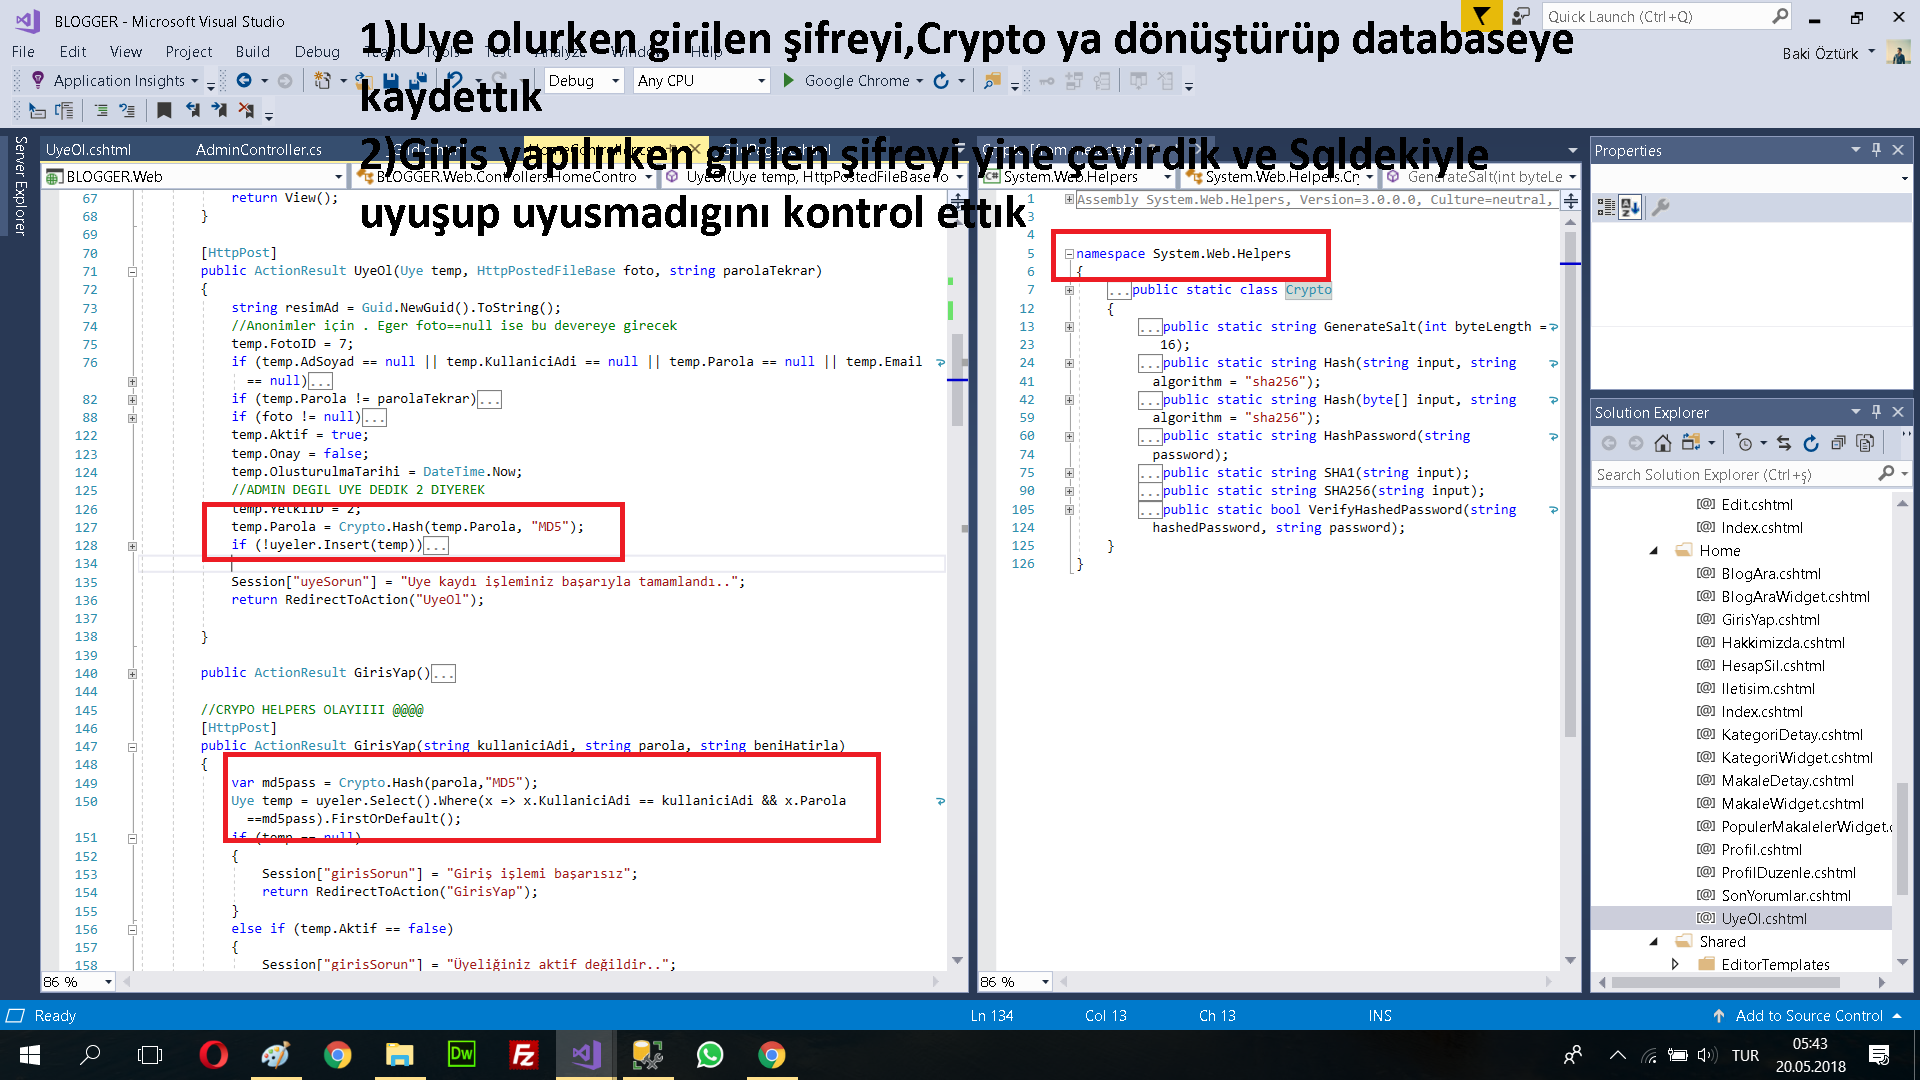 BLOGGER - Microsoft Visual Studio
Quick Launch (Ctrl+Q)
1)Uye olurken girilen şifreyi,Crypto ya dönüştürüp databaseye
kaydettık
2)Giris yapılırken girilen şifreyi yine çevirdik ve Sqldekiyle
uyuşup uyusmadıgını kontrol ettık
File Edit View Project Build Debug Team Tools Test Analyze Window Help
Baki Öztürk
Application Insights
Debug Any CPU Google Chrome
Server Explorer
UyeOl.cshtml AdminController.cs
BLOGGER.Web BLOGGER.Web.Controllers.HomeContro UyeOl(Uye temp, HttpPostedFileBase fo
67 return View();
68 }
69
70 [HttpPost]
71 public ActionResult UyeOl(Uye temp, HttpPostedFileBase foto, string parolaTekrar)
72 {
73 string resimAd = Guid.NewGuid().ToString();
74 //Anonimler için . Eger foto==null ise bu devereye girecek
75 temp.FotoID = 7;
76 if (temp.AdSoyad == null || temp.KullaniciAdi == null || temp.Parola == null || temp.Email
== null)...
82 if (temp.Parola != parolaTekrar)...
88 if (foto != null)...
122 temp.Aktif = true;
123 temp.Onay = false;
124 temp.OlusturulmaTarihi = DateTime.Now;
125 //ADMIN DEGIL UYE DEDIK 2 DIYEREK
126 temp.YetkiID = 2;
127 temp.Parola = Crypto.Hash(temp.Parola, "MD5");
128 if (!uyeler.Insert(temp))...
134
135 Session["uyeSorun"] = "Uye kaydı işleminiz başarıyla tamamlandı..";
136 return RedirectToAction("UyeOl");
137
138 }
139
140 public ActionResult GirisYap()...
144
145 //CRYPO HELPERS OLAYIIII @@@@
146 [HttpPost]
147 public ActionResult GirisYap(string kullaniciAdi, string parola, string beniHatirla)
148 {
149 var md5pass = Crypto.Hash(parola,"MD5");
150 Uye temp = uyeler.Select().Where(x => x.KullaniciAdi == kullaniciAdi && x.Parola
==md5pass).FirstOrDefault();
151 if (temp == null)
152 {
153 Session["girisSorun"] = "Giriş işlemi başarısız";
154 return RedirectToAction("GirisYap");
155 }
156 else if (temp.Aktif == false)
157 {
158 Session["girisSorun"] = "Üyeliğiniz aktif değildir..";
86 %
System.Web.Helpers System.Web.Helpers.Cr GenerateSalt(int byteLe
1 Assembly System.Web.Helpers, Version=3.0.0.0, Culture=neutral,
3
4
5 namespace System.Web.Helpers
6 {
7 ...public static class Crypto
12 {
13 ...public static string GenerateSalt(int byteLength =
23 16);
24 ...public static string Hash(string input, string
41 algorithm = "sha256");
42 ...public static string Hash(byte[] input, string
59 algorithm = "sha256");
60 ...public static string HashPassword(string
74 password);
75 ...public static string SHA1(string input);
90 ...public static string SHA256(string input);
105 ...public static bool VerifyHashedPassword(string
124 hashedPassword, string password);
125 }
126 }
86 %
Properties
Solution Explorer
Search Solution Explorer (Ctrl+ş)
Edit.cshtml
Index.cshtml
Home
BlogAra.cshtml
BlogAraWidget.cshtml
GirisYap.cshtml
Hakkimizda.cshtml
HesapSil.cshtml
Iletisim.cshtml
Index.cshtml
KategoriDetay.cshtml
KategoriWidget.cshtml
MakaleDetay.cshtml
MakaleWidget.cshtml
PopulerMakalelerWidget.c
Profil.cshtml
ProfilDuzenle.cshtml
SonYorumlar.cshtml
UyeOl.cshtml
Shared
EditorTemplates
Ready Ln 134 Col 13 Ch 13 INS Add to Source Control
Dw Fz TUR 05:43
20.05.2018